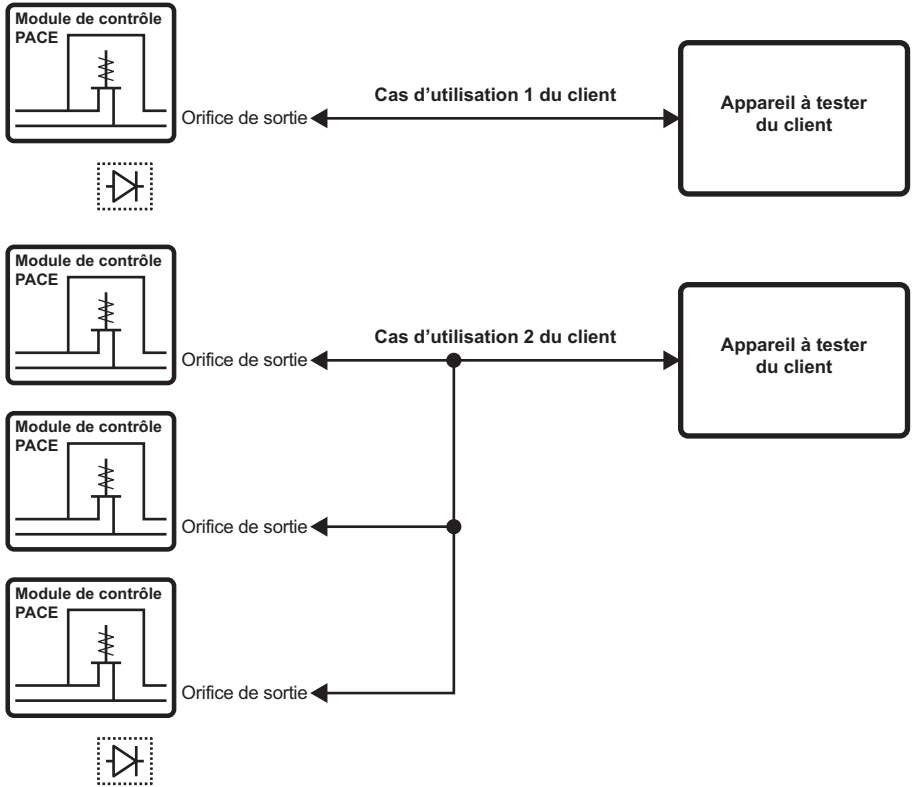 Module de contrôle
PACE
Orifice de sortie
Cas d’utilisation 1 du client
Appareil à tester
du client
Module de contrôle
PACE
Orifice de sortie
Cas d’utilisation 2 du client
Appareil à tester
du client
Module de contrôle
PACE
Orifice de sortie
Module de contrôle
PACE
Orifice de sortie